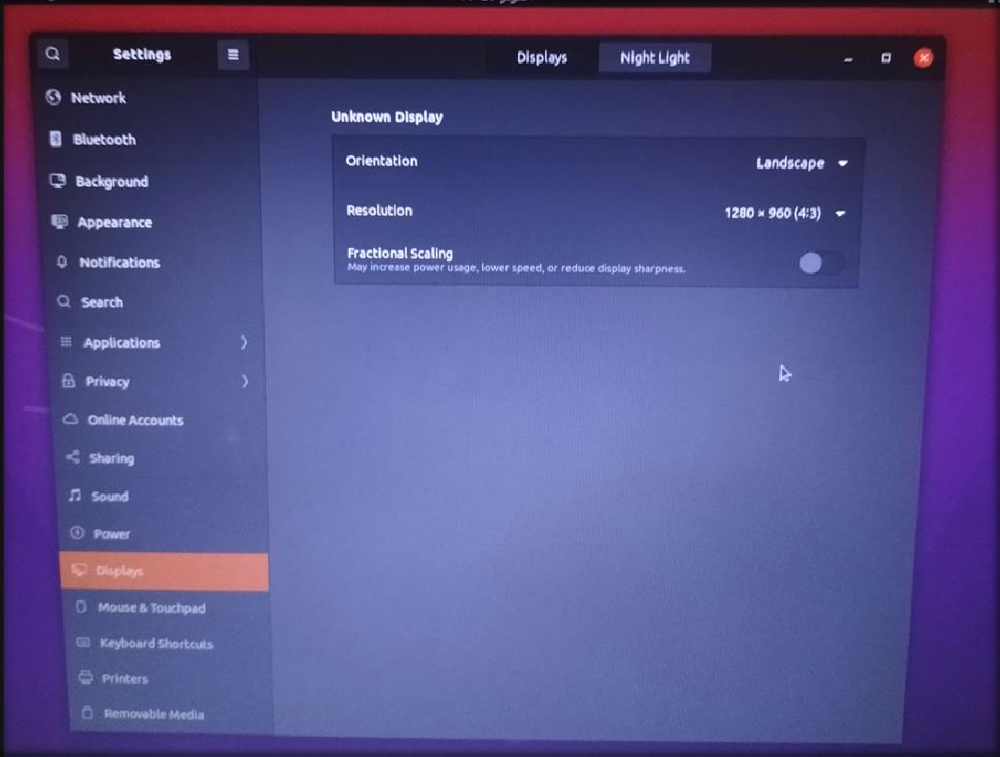 Settings
Displays
Night Light
Network
Bluetooth
Background
Appearance
Notifications
Search
Applications
Privacy
Online Accounts
Sharing
Sound
Power
Displays
Mouse & Touchpad
Keyboard Shortcuts
Printers
Removable Media
Unknown Display
Orientation
Landscape
Resolution
1280 × 960 (4:3)
Fractional Scaling
May increase power usage, lower speed, or reduce display sharpness.